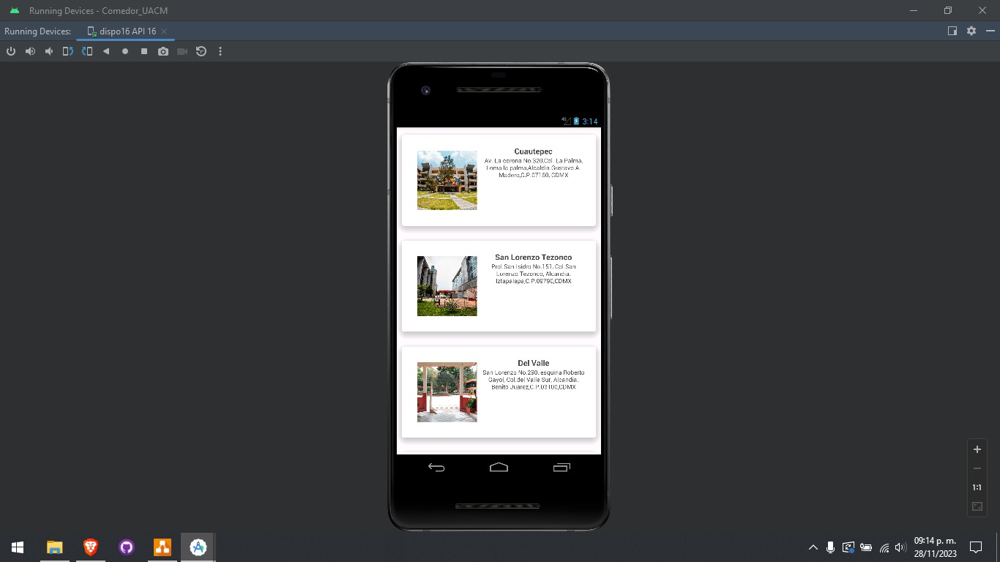 Running Devices - Comedor_UACM
Running Devices:
dispo16 API 16
4G
3:14
Cuautepec
Av. La corona No.320,Col. La Palma.
Loma la palma,Alcaldia Gustavo A.
Madero,C.P.07160, CDMX
San Lorenzo Tezonco
Prol.San Isidro No.151. Col.San
Lorenzo Tezonco, Alcandia.
Iztapalapa,C.P.09790,CDMX
Del Valle
San Lorenzo No.290. esquina Roberto
Gayol, Col.del Valle Sur, Alcandia.
Benito Juarez,C.P.03100,CDMX
1:1
09:14 p. m.
28/11/2023